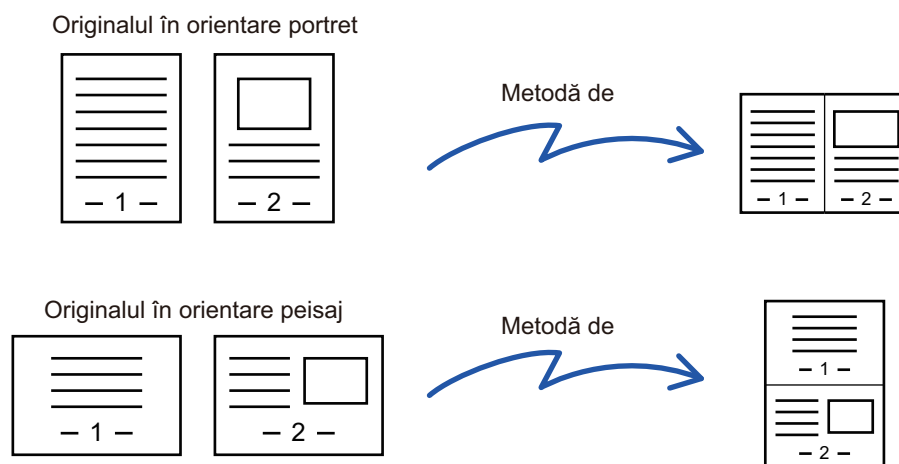 Originalul în orientare portret
Metodă de
– 1 –
– 2 –
– 1 –
– 2 –
Originalul în orientare peisaj
Metodă de
– 1 –
– 2 –
– 1 –
– 2 –